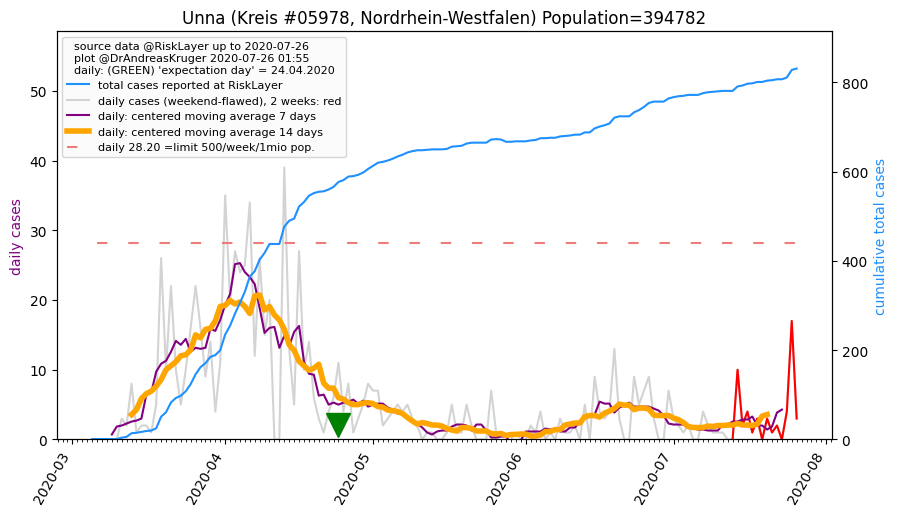 Unna (Kreis #05978, Nordrhein-Westfalen) Population=394782
source data @RiskLayer up to 2020-07-26
plot @DrAndreasKruger 2020-07-26 01:55
daily: (GREEN) 'expectation day' = 24.04.2020
total cases reported at RiskLayer
daily cases (weekend-flawed), 2 weeks: red
daily: centered moving average 7 days
daily: centered moving average 14 days
daily 28.20 =limit 500/week/1mio pop.
daily cases
50
40
30
20
10
0
cumulative total cases
800
600
400
200
0
2020-03
2020-04
2020-05
2020-06
2020-07
2020-08